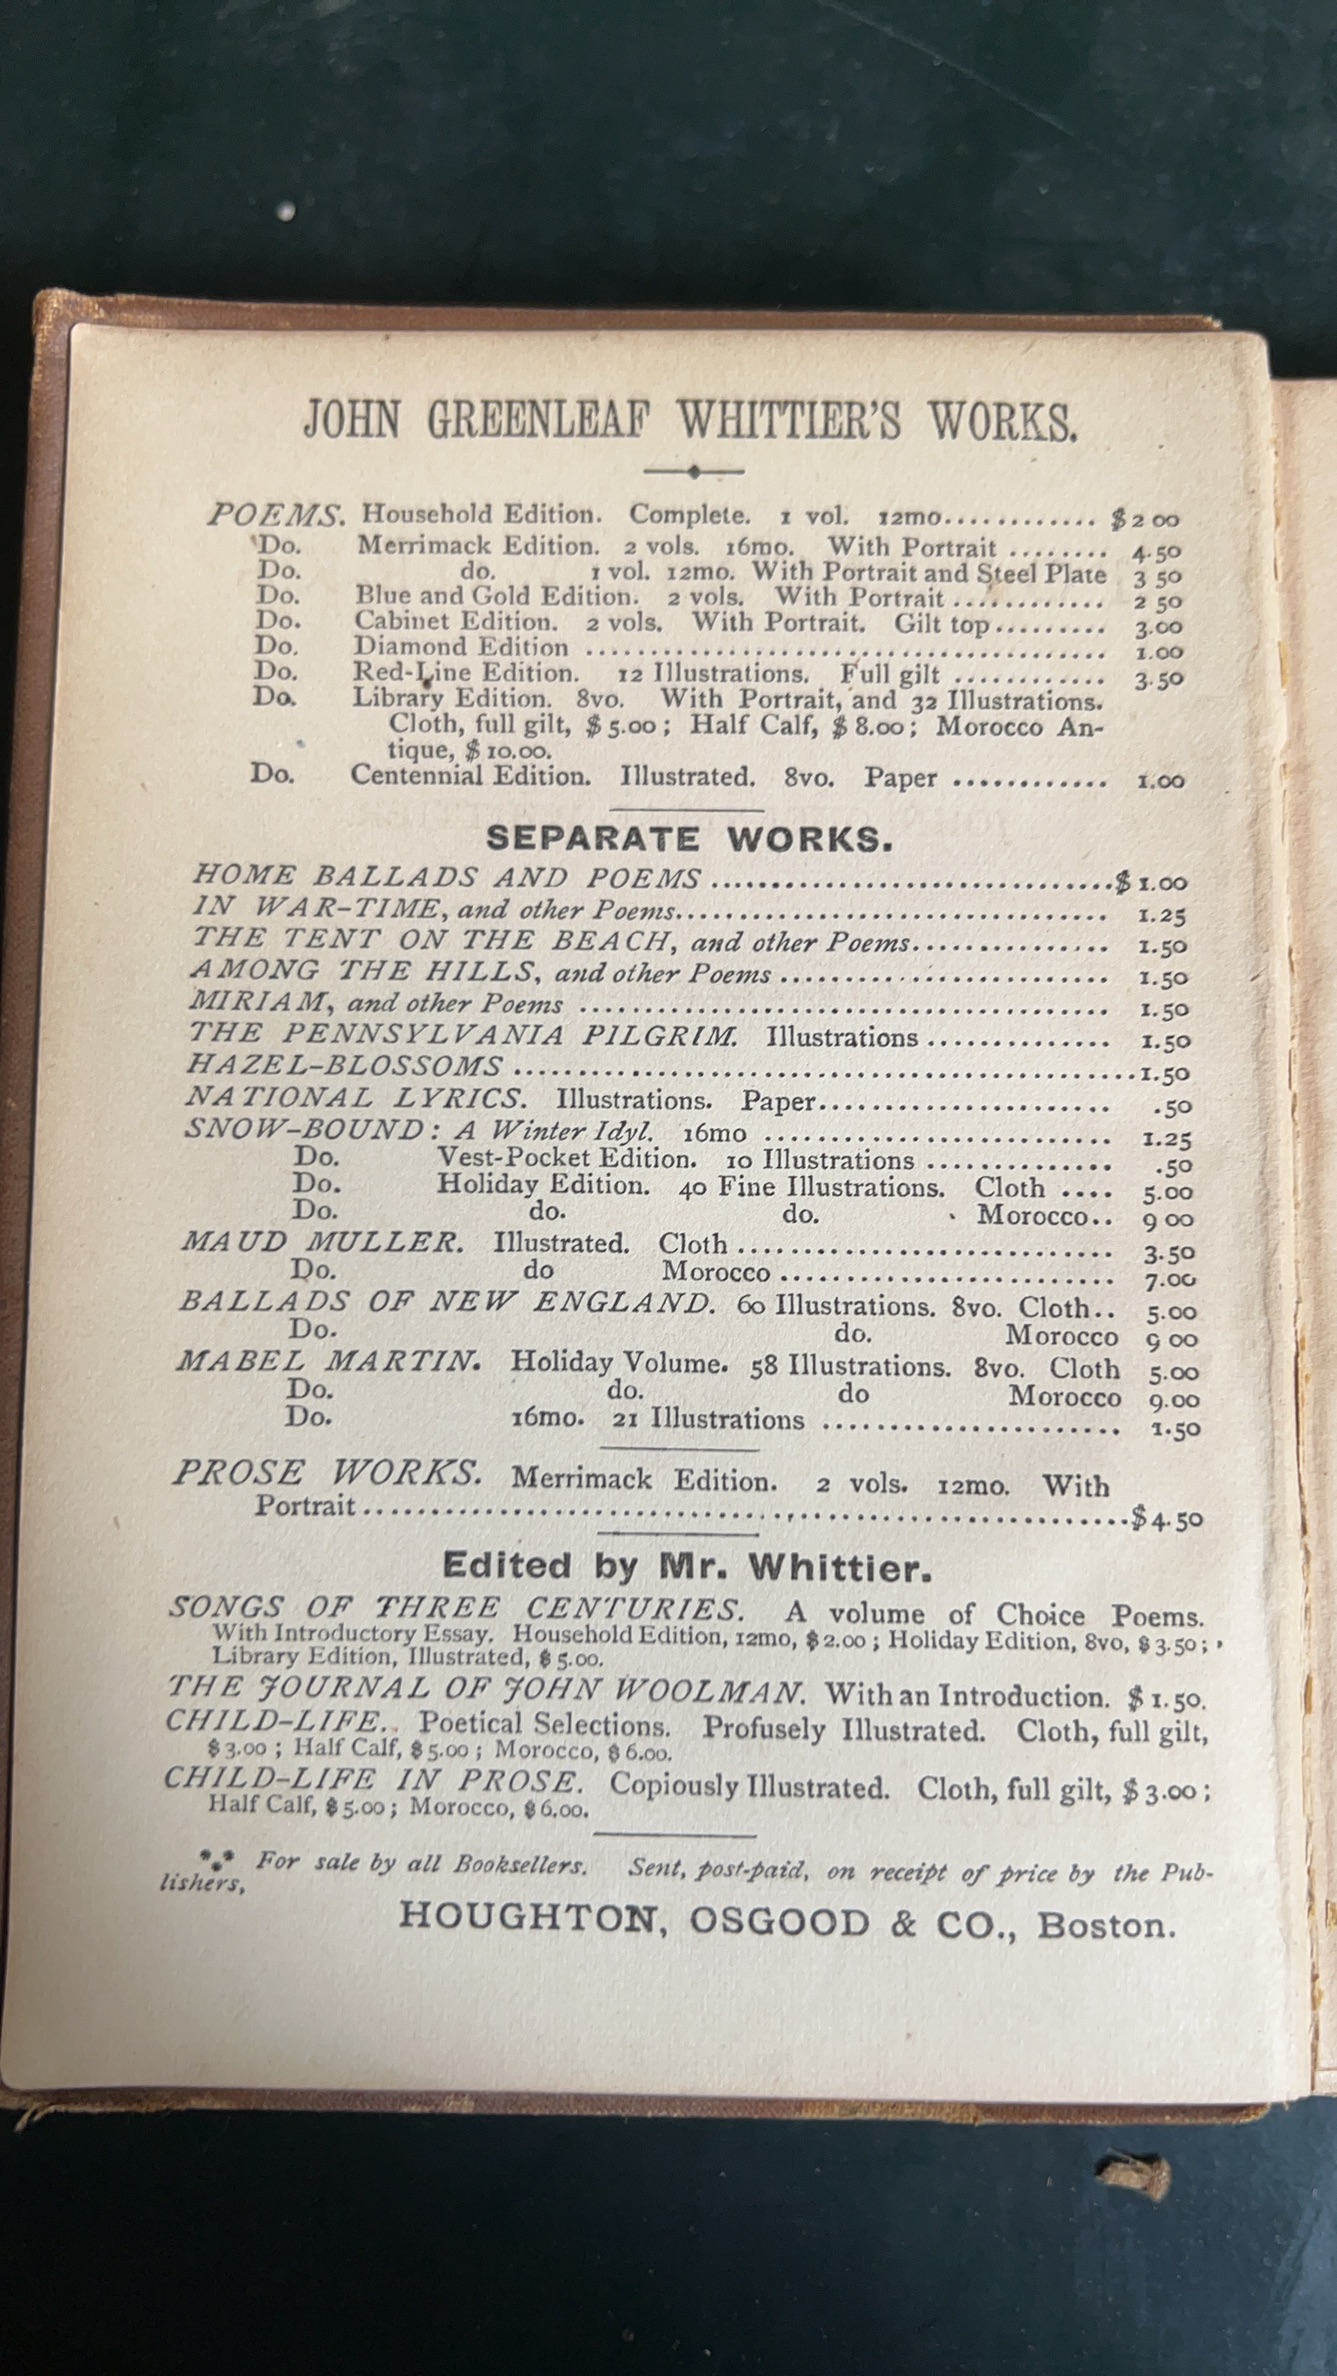 JOHN GREENLEAF WHITTIER'S WORKS.
POEMS. Household Edition. Complete. 1 vol. 12mo............ $2 00
Do. Merrimack Edition. 2 vols. 16mo. With Portrait ........ 4.50
Do. do. 1 vol. 12mo. With Portrait and Steel Plate 3 50
Do. Blue and Gold Edition. 2 vols. With Portrait ............ 2 50
Do. Cabinet Edition. 2 vols. With Portrait. Gilt top......... 3.00
Do. Diamond Edition ........................................ 1.00
Do. Red-Line Edition. 12 Illustrations. Full gilt ............ 3.50
Do. Library Edition. 8vo. With Portrait, and 32 Illustrations.
Cloth, full gilt, $5.00; Half Calf, $8.00; Morocco An-
tique, $10.00.
Do. Centennial Edition. Illustrated. 8vo. Paper ............ 1.00
SEPARATE WORKS.
HOME BALLADS AND POEMS ................................$1.00
IN WAR-TIME, and other Poems.................................. 1.25
THE TENT ON THE BEACH, and other Poems............... 1.50
AMONG THE HILLS, and other Poems .......................... 1.50
MIRIAM, and other Poems ......................................... 1.50
THE PENNSYLVANIA PILGRIM. Illustrations .............. 1.50
HAZEL-BLOSSOMS ................................................1.50
NATIONAL LYRICS. Illustrations. Paper....................... .50
SNOW-BOUND: A Winter Idyl. 16mo ........................... 1.25
Do. Vest-Pocket Edition. 10 Illustrations .............. .50
Do. Holiday Edition. 40 Fine Illustrations. Cloth .... 5.00
Do. do. do. Morocco.. 9 00
MAUD MULLER. Illustrated. Cloth ............................. 3.50
Do. do Morocco .......................... 7.00
BALLADS OF NEW ENGLAND. 60 Illustrations. 8vo. Cloth.. 5.00
Do. do. Morocco 9 00
MABEL MARTIN. Holiday Volume. 58 Illustrations. 8vo. Cloth 5.00
Do. do. do Morocco 9.00
Do. 16mo. 21 Illustrations ....................... 1.50
PROSE WORKS. Merrimack Edition. 2 vols. 12mo. With
Portrait............................................................$4.50
Edited by Mr. Whittier.
SONGS OF THREE CENTURIES. A volume of Choice Poems.
With Introductory Essay. Household Edition, 12mo, $2.00; Holiday Edition, 8vo, $3.50;
Library Edition, Illustrated, $5.00.
THE JOURNAL OF JOHN WOOLMAN. With an Introduction. $1.50.
CHILD-LIFE. Poetical Selections. Profusely Illustrated. Cloth, full gilt,
$3.00; Half Calf, $5.00; Morocco, $6.00.
CHILD-LIFE IN PROSE. Copiously Illustrated. Cloth, full gilt, $3.00;
Half Calf, $5.00; Morocco, $6.00.
*.* For sale by all Booksellers. Sent, post-paid, on receipt of price by the Pub-
lishers,
HOUGHTON, OSGOOD & CO., Boston.